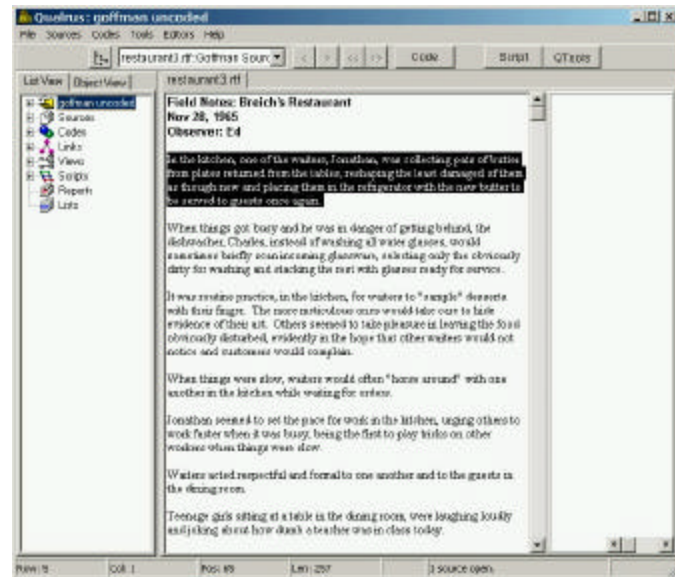 Qualrus: goffman uncoded
File Sources Codes Tools Editors Help
restaurant3.rtf:Goffman Sourc < > << >> Code Script QTools
List View Object View restaurant3.rtf
goffman uncoded
Sources
Codes
Links
Views
Scripts
Reports
Lists
Field Notes: Breich's Restaurant
Nov 28, 1965
Observer: Ed
In the kitchen, one of the waiters, Jonathan, was collecting pats of butter
from plates returned from the tables, reshaping the least damaged of them
as through new and placing them in the refrigerator with the new butter to
be served to guests once again.
When things got busy and he was in danger of getting behind, the
dishwasher, Charles, instead of washing all water glasses, would
sometimes briefly scan incoming glassware, selecting only the obviously
dirty for washing and stacking the rest with glasses ready for service.
It was routine practice, in the kitchen, for waiters to "sample" desserts
with their finger. The more meticulous ones would take care to hide
evidence of their act. Others seemed to take pleasure in leaving the food
obviously disturbed, evidently in the hope that other waiters would not
notice and customers would complain.
When things were slow, waiters would often "horse around" with one
another in the kitchen while waiting for orders.
Jonathan seemed to set the pace for work in the kitchen, urging others to
work faster when it was busy, being the first to play tricks on other
workers when things were slow.
Waiters acted respectful and formal to one another and to the guests in
the dining room.
Teenage girls sitting at a table in the dining room, were laughing loudly
and joking about how dumb a teacher was in class today.
Row: 5 Col: 1 Pos: 65 Len: 257 1 source open.